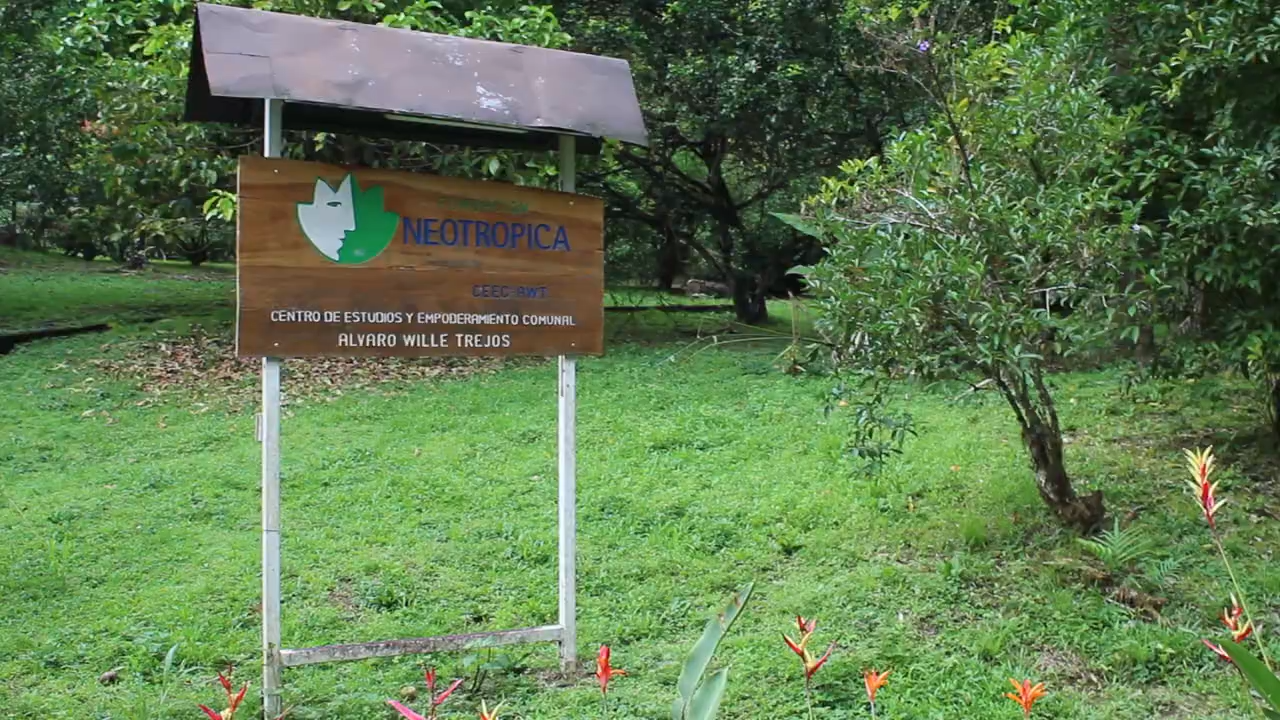 NEOTROPICA
CEEC-AWT
CENTRO DE ESTUDIOS Y EMPODERAMIENTO COMUNAL
ALVARO WILLE TREJOS